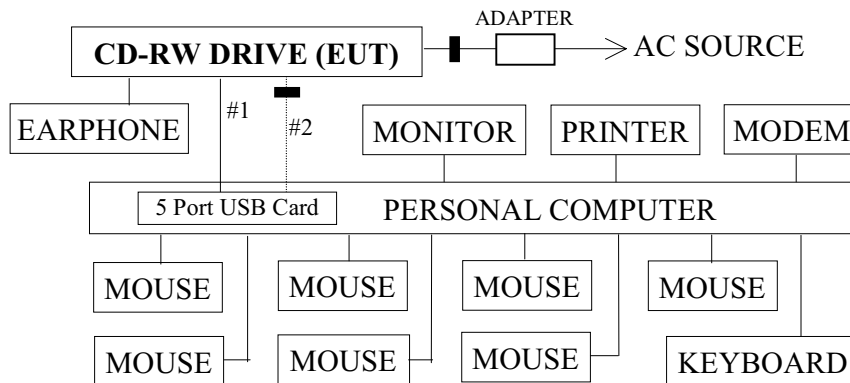 ADAPTER
CD-RW DRIVE (EUT)
AC SOURCE
EARPHONE
#1
#2
MONITOR
PRINTER
MODEM
5 Port USB Card
PERSONAL COMPUTER
MOUSE
MOUSE
MOUSE
MOUSE
MOUSE
MOUSE
MOUSE
KEYBOARD